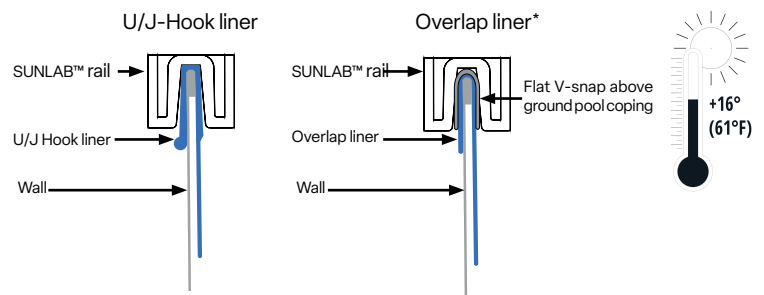 U/J-Hook liner
SUNLAB™ rail
U/J Hook liner
Wall
Overlap liner*
SUNLAB™ rail
Flat V-snap above
ground pool coping
Overlap liner
Wall
+16°
(61°F)